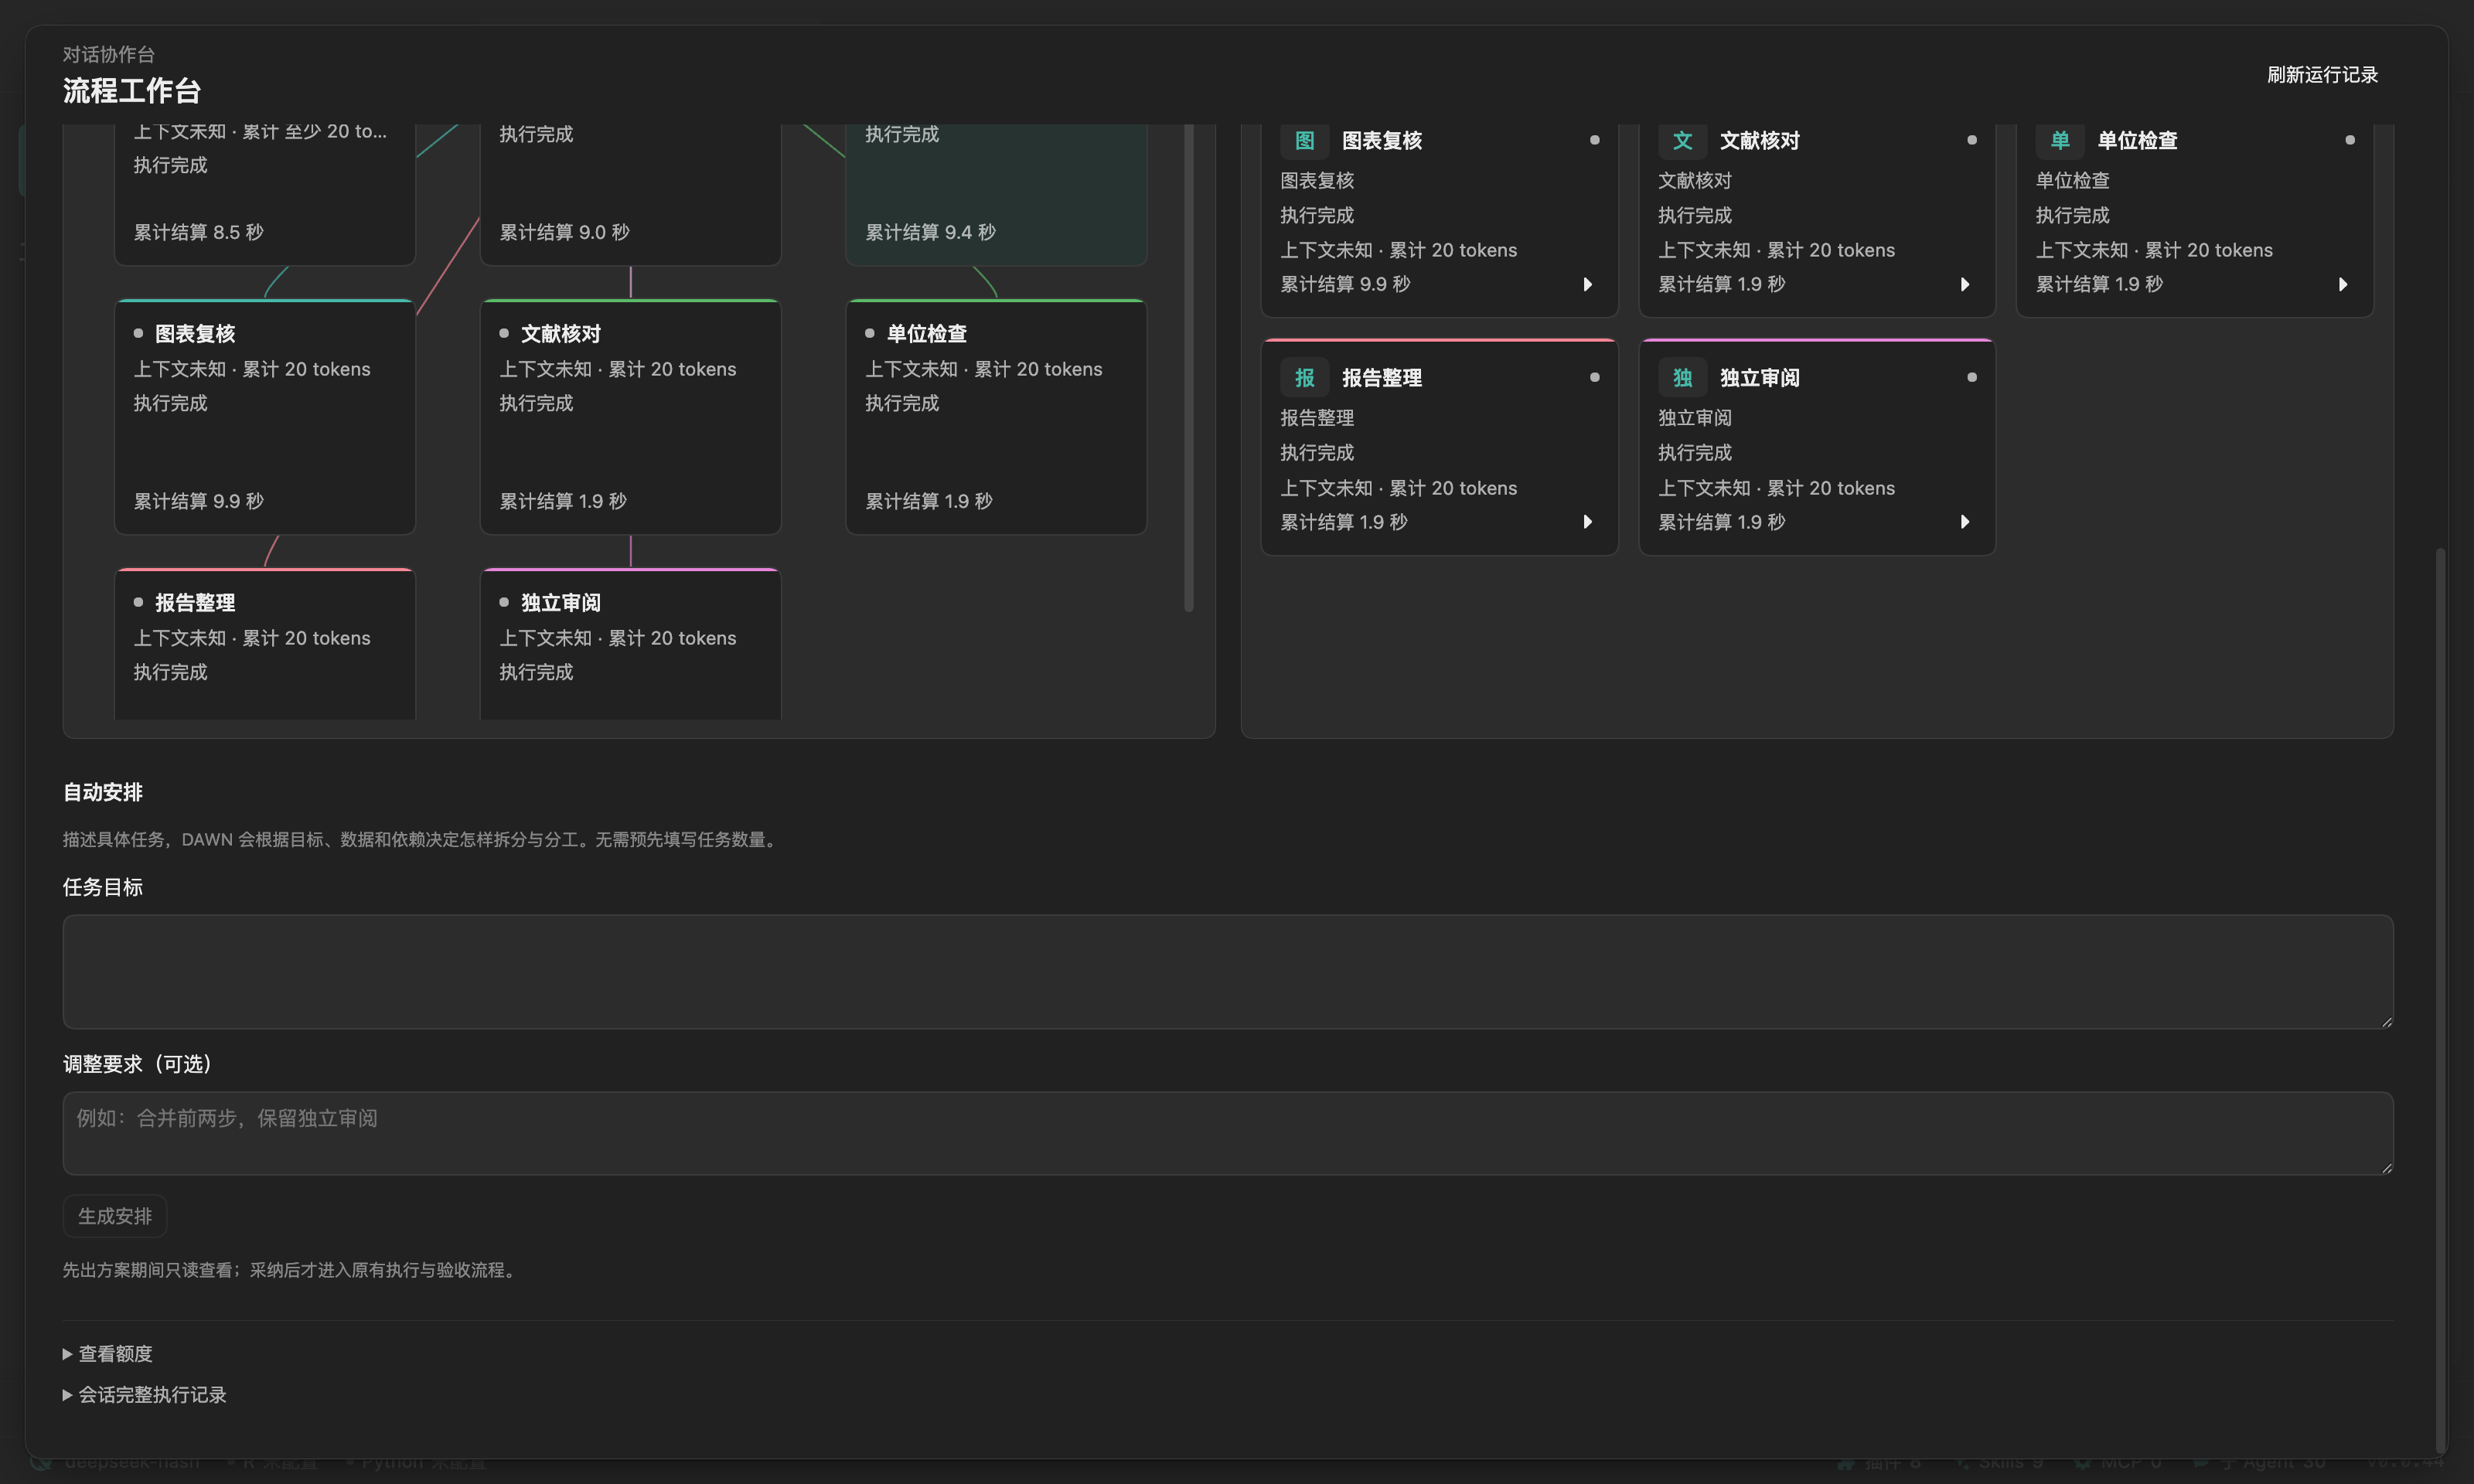 对话协作台
流程工作台
刷新运行记录
上下文未知 · 累计 至少 20 to...
执行完成
累计结算 8.5 秒
执行完成
累计结算 9.0 秒
执行完成
累计结算 9.4 秒
图表复核
上下文未知 · 累计 20 tokens
执行完成
累计结算 9.9 秒
文献核对
上下文未知 · 累计 20 tokens
执行完成
累计结算 1.9 秒
单位检查
上下文未知 · 累计 20 tokens
执行完成
累计结算 1.9 秒
报告整理
上下文未知 · 累计 20 tokens
执行完成
独立审阅
上下文未知 · 累计 20 tokens
执行完成
图 图表复核
图表复核
执行完成
上下文未知 · 累计 20 tokens
累计结算 9.9 秒
文 文献核对
文献核对
执行完成
上下文未知 · 累计 20 tokens
累计结算 1.9 秒
单 单位检查
单位检查
执行完成
上下文未知 · 累计 20 tokens
累计结算 1.9 秒
报 报告整理
报告整理
执行完成
上下文未知 · 累计 20 tokens
累计结算 1.9 秒
独 独立审阅
独立审阅
执行完成
上下文未知 · 累计 20 tokens
累计结算 1.9 秒
自动安排
描述具体任务，DAWN 会根据目标、数据和依赖决定怎样拆分与分工。无需预先填写任务数量。
任务目标
调整要求（可选）
例如：合并前两步，保留独立审阅
生成安排
先出方案期间只读查看；采纳后才进入原有执行与验收流程。
查看额度
会话完整执行记录
R 未配置
Python 未配置
插件 8
Skills 9
MCP 0
子 Agent 30